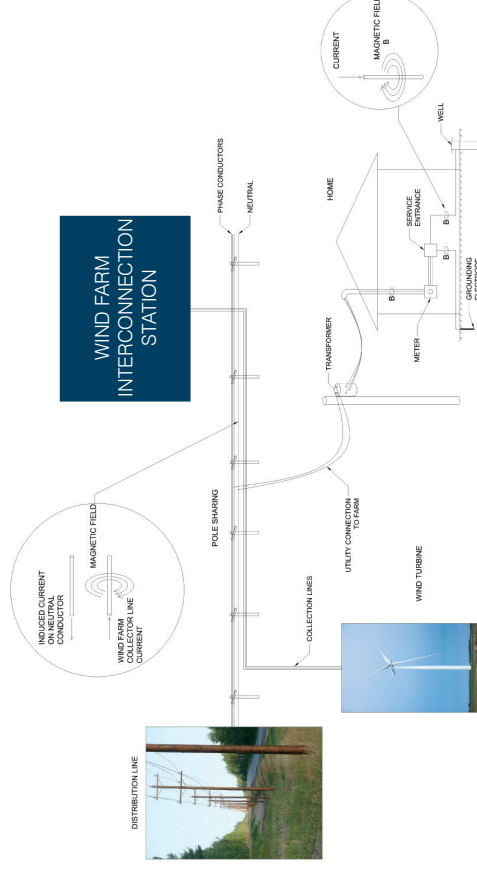 WIND FARM
INTERCONNECTION
STATION
INDUCED CURRENT
ON NEUTRAL
CONDUCTOR
MAGNETIC FIELD
WIND FARM
COLLECTOR LINE
CURRENT
DISTRIBUTION LINE
POLE SHARING
PHASE CONDUCTORS
NEUTRAL
COLLECTION LINES
UTILITY CONNECTION
TO FARM
WIND TURBINE
TRANSFORMER
HOME
METER
SERVICE
ENTRANCE
B
B
B
GROUNDING
WELL
CURRENT
MAGNETIC FIELD
B